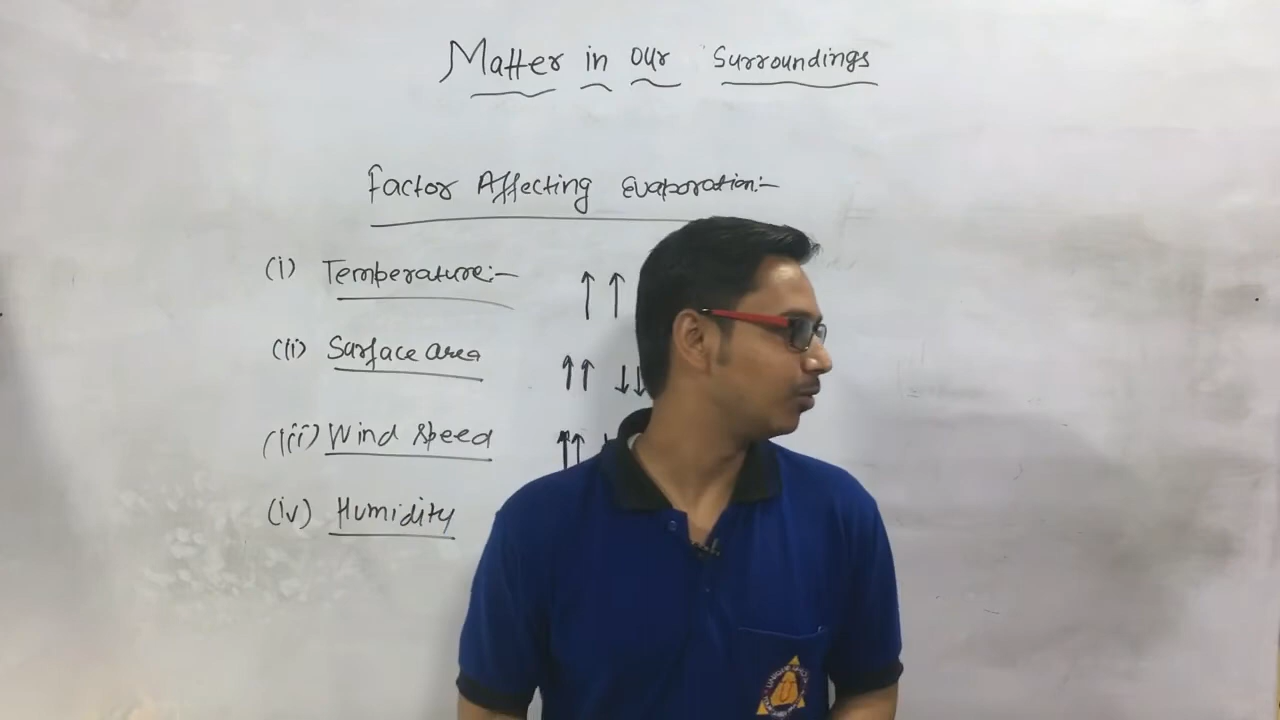 Matter in our Surroundings
Factor Affecting Evaporation:-
(i) Temperature:- ↑ ↑
(ii) Surface area ↑↑ ↓↓
(iii) Wind Speed ↑↑
(iv) Humidity